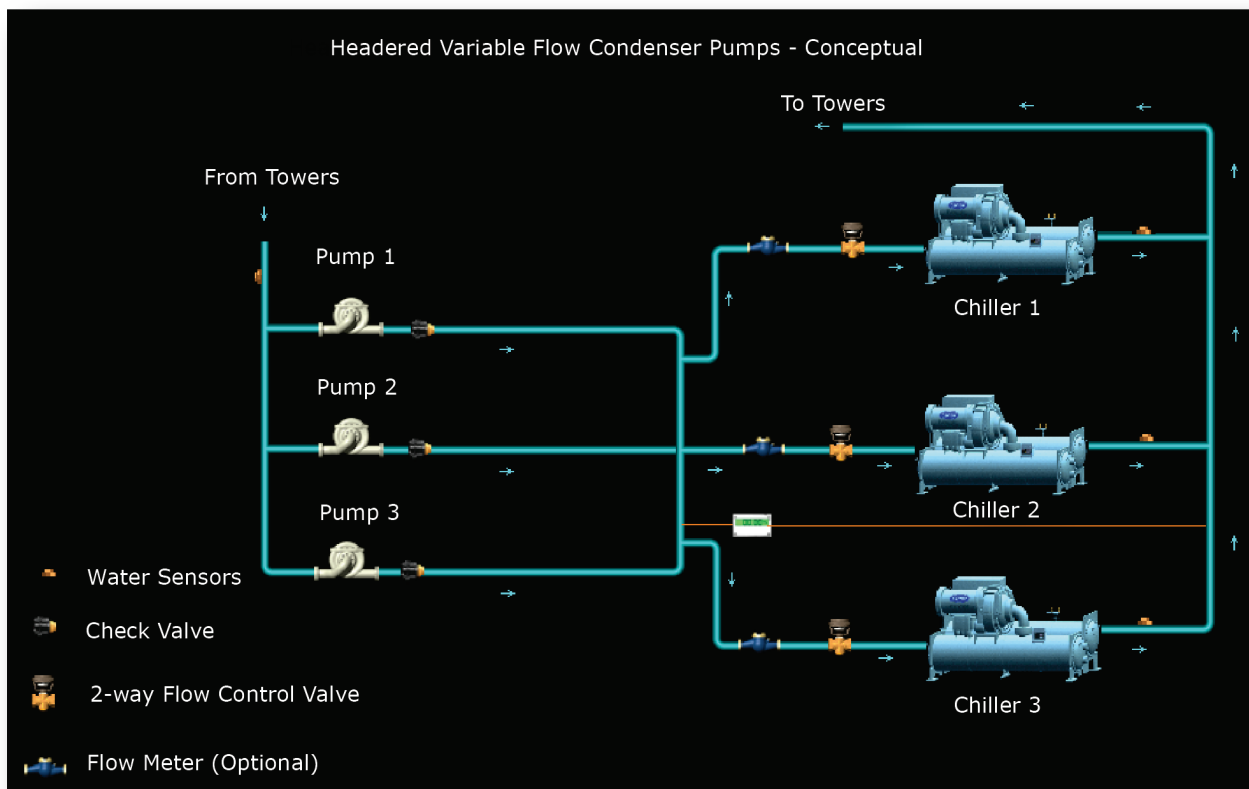 Headered Variable Flow Condenser Pumps - Conceptual
To Towers
From Towers
Pump 1
Chiller 1
Pump 2
Chiller 2
Pump 3
Water Sensors
Check Valve
2-way Flow Control Valve
Chiller 3
Flow Meter (Optional)